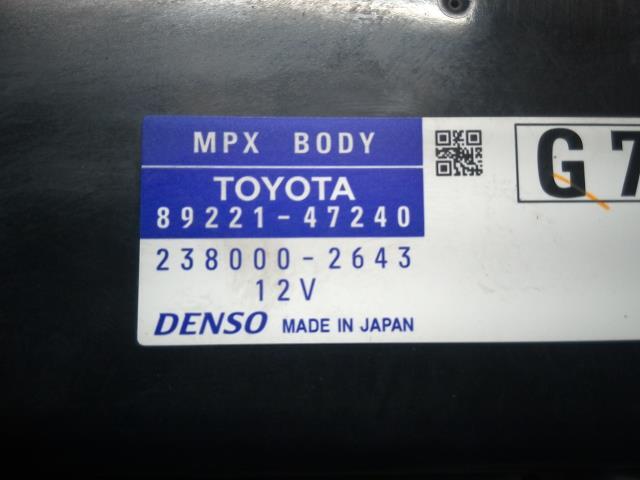 MPX BODY
TOYOTA
89221-47240
238000-2643
12V
DENSO MADE IN JAPAN
G7